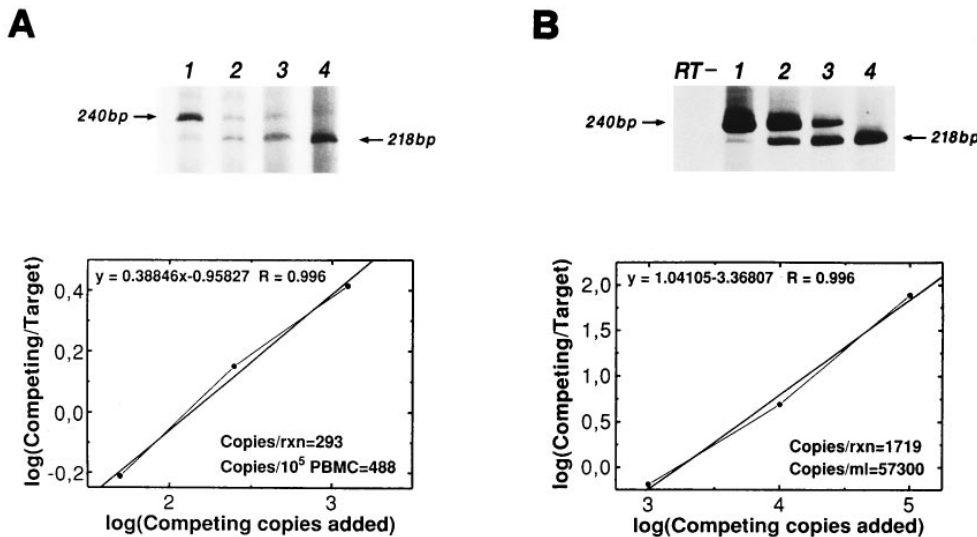 A
1 2 3 4
240bp →
← 218bp
y = 0.38846x-0.95827 R = 0.996
log(Competing/Target)
0,4
0,2
0,0
-0,2
Copies/rxn=293
Copies/10⁵ PBMC=488
2 3
log(Competing copies added)
B
RT- 1 2 3 4
240bp →
← 218bp
y = 1.04105-3.36807 R = 0.996
log(Competing/Target)
2,0
1,5
1,0
0.5
0,0
Copies/rxn=1719
Copies/ml=57300
3 4 5
log(Competing copies added)